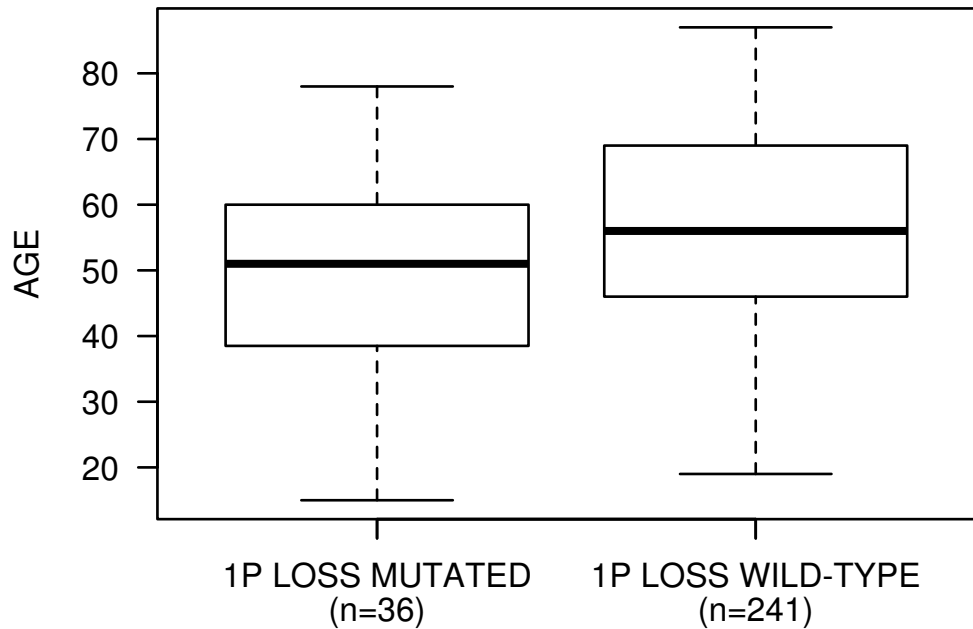 AGE
80
70
60
50
40
30
20
1P LOSS MUTATED
(n=36)
1P LOSS WILD-TYPE
(n=241)